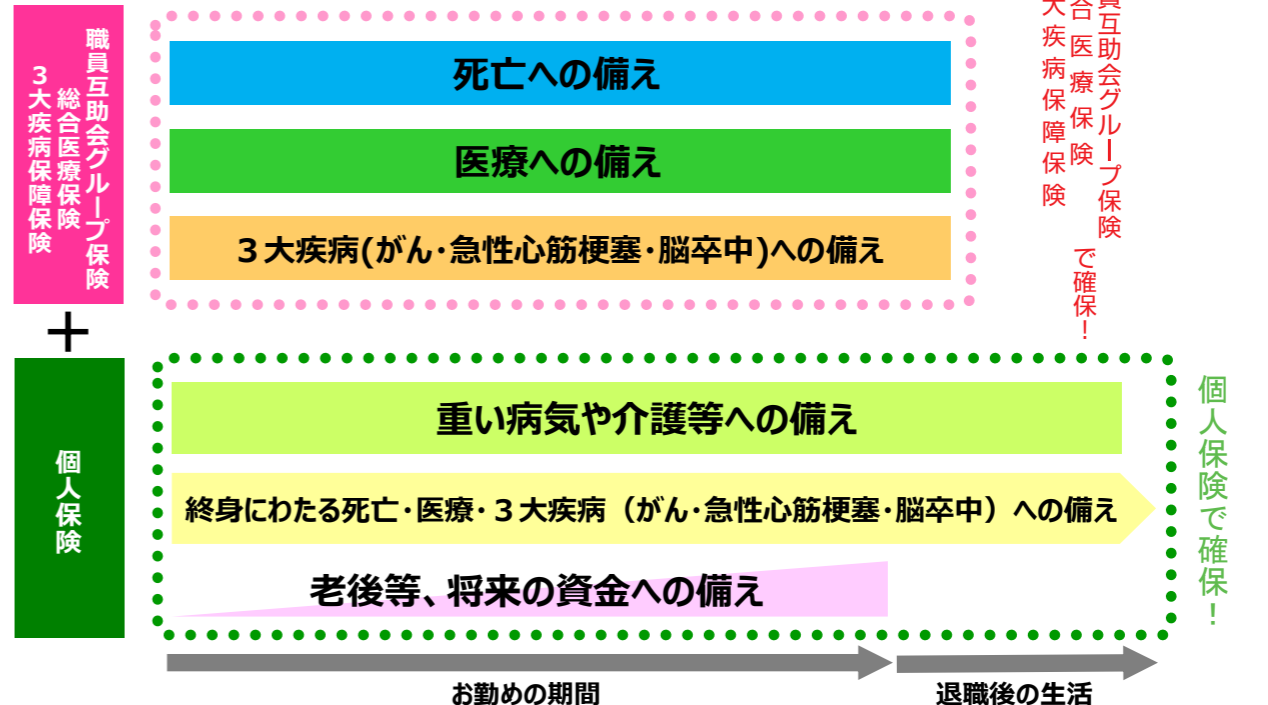 職員互助会グループ保険
総合医療保険
３大疾病保障保険
死亡への備え
医療への備え
３大疾病(がん・急性心筋梗塞・脳卒中)への備え
互助会グループ保険
合医療保険
大疾病保障保険
で確保！
＋
個人保険
重い病気や介護等への備え
終身にわたる死亡・医療・３大疾病（がん・急性心筋梗塞・脳卒中）への備え
老後等、将来の資金への備え
個人保険で確保！
お勤めの期間
退職後の生活